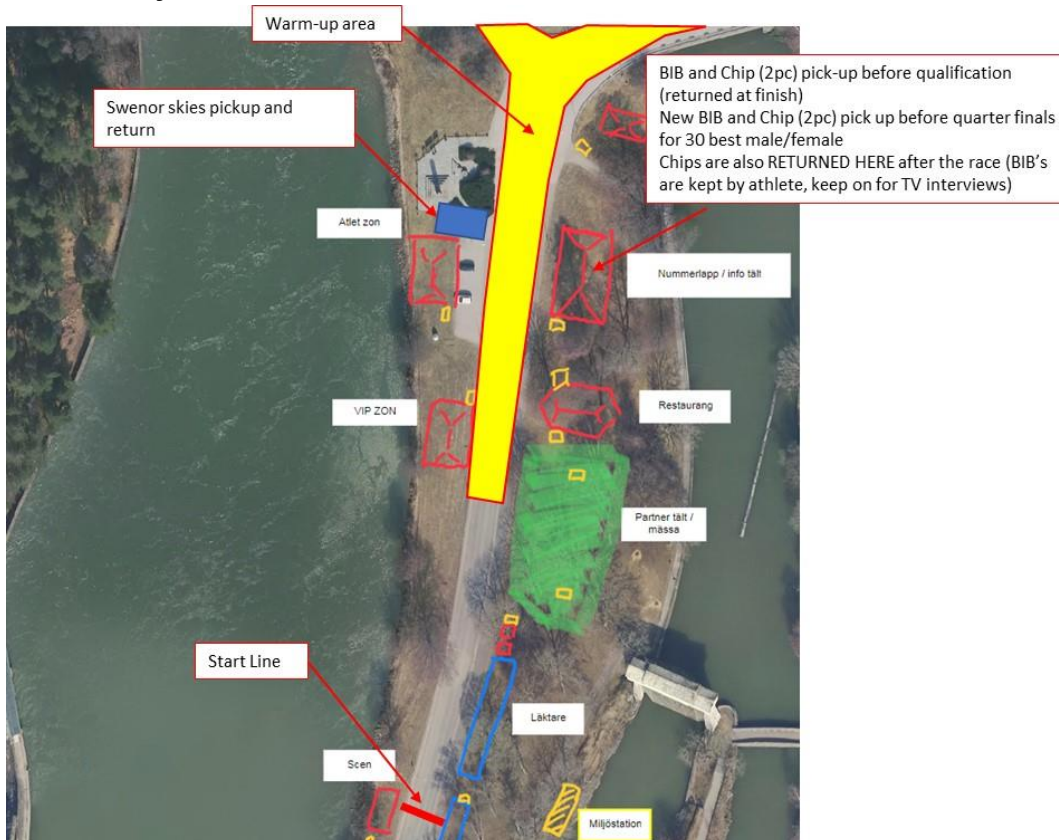 Warm-up area
BIB and Chip (2pc) pick-up before qualification
(returned at finish)
New BIB and Chip (2pc) pick up before quarter finals
for 30 best male/female
Chips are also RETURNED HERE after the race (BIB's
are kept by athlete, keep on for TV interviews)
Swenor skies pickup and
return
Atlet zon
Nummerlapp / info tält
VIP ZON
Restaurang
Partner tält /
mässa
Start Line
Läktare
Scen
Miljöstation